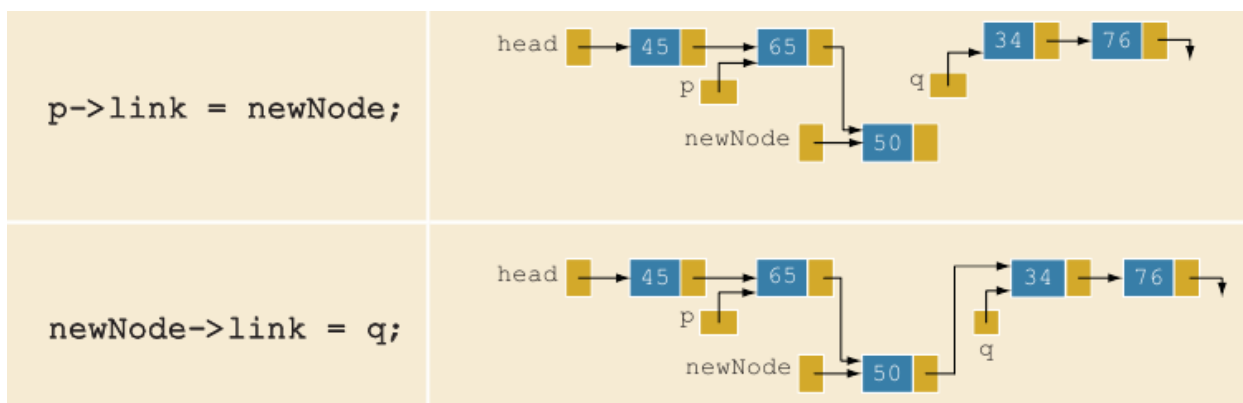 p->link = newNode;
head 45 65 34 76
p q
newNode 50
newNode->link = q;
head 45 65 34 76
p q
newNode 50